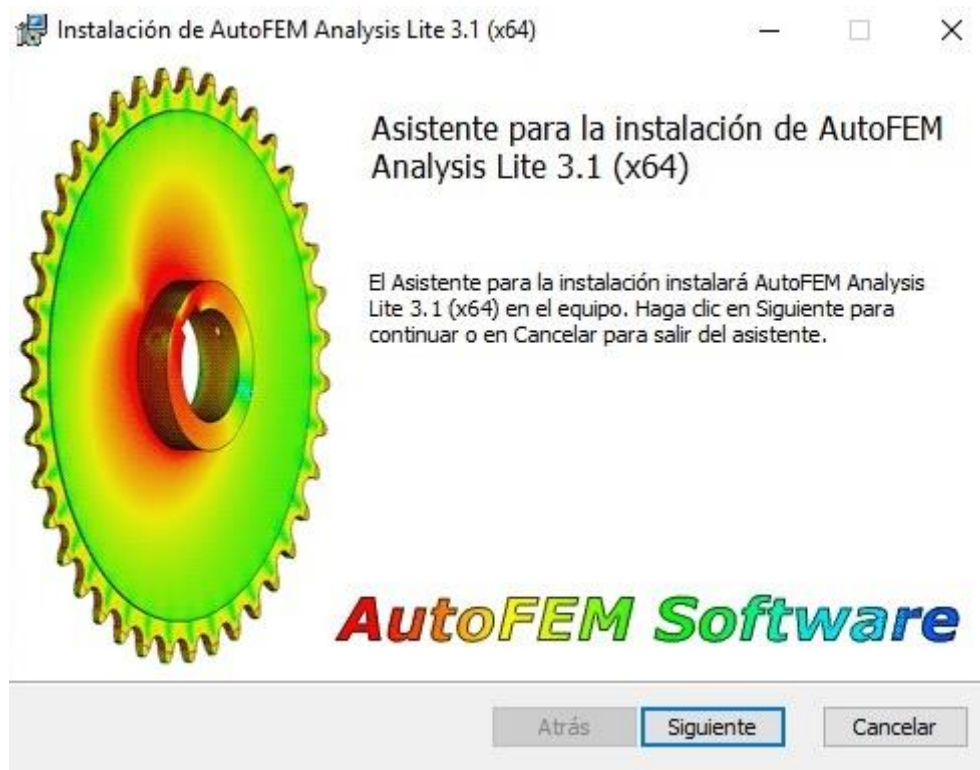 Instalación de AutoFEM Analysis Lite 3.1 (x64)
Asistente para la instalación de AutoFEM
Analysis Lite 3.1 (x64)
El Asistente para la instalación instalará AutoFEM Analysis
Lite 3.1 (x64) en el equipo. Haga clic en Siguiente para
continuar o en Cancelar para salir del asistente.
AutoFEM Software
Atrás Siguiente Cancelar